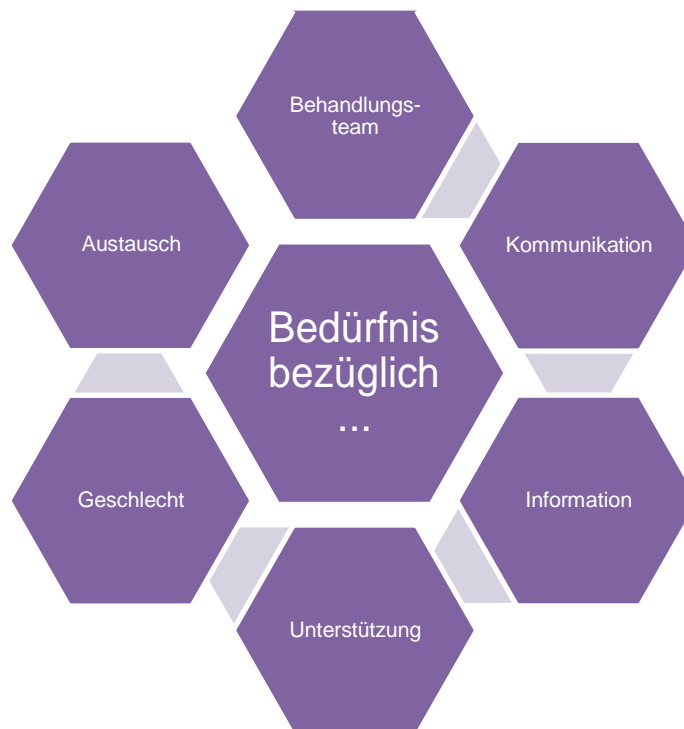 Behandlungs-
team
Kommunikation
Information
Unterstützung
Geschlecht
Austausch
Bedürfnis
bezüglich
...